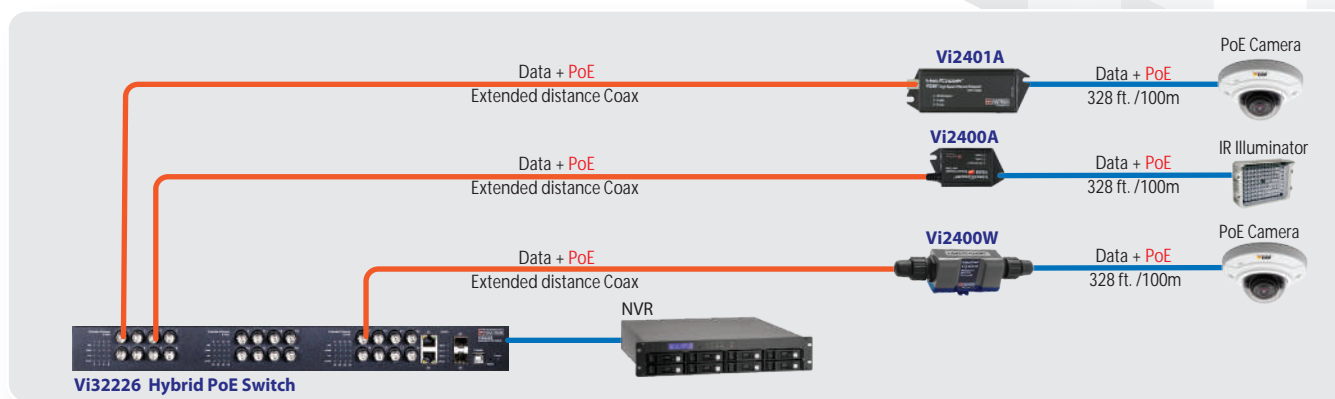 Vi2401A
PoE Camera
Data + PoE
Extended distance Coax
Data + PoE
328 ft. /100m
Vi2400A
IR Illuminator
Data + PoE
Extended distance Coax
Data + PoE
328 ft. /100m
Vi2400W
PoE Camera
Data + PoE
Extended distance Coax
Data + PoE
328 ft. /100m
NVR
Vi32226 Hybrid PoE Switch